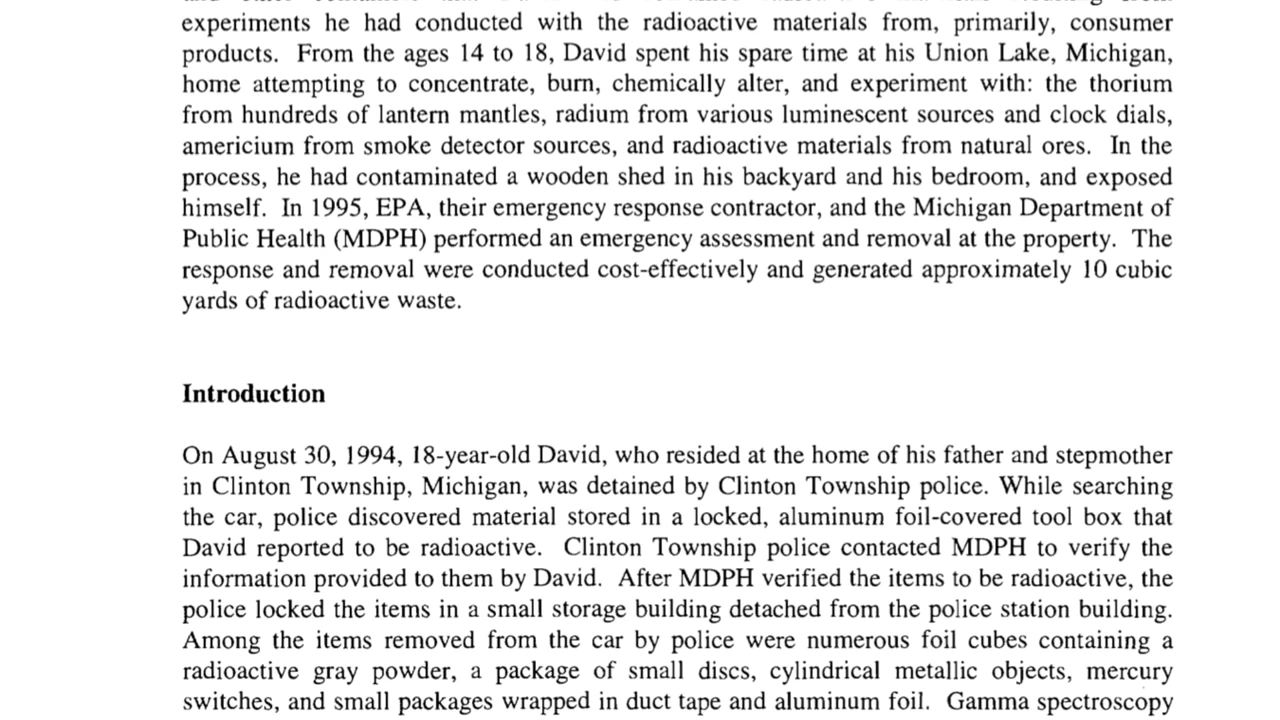 experiments he had conducted with the radioactive materials from, primarily, consumer
products. From the ages 14 to 18, David spent his spare time at his Union Lake, Michigan,
home attempting to concentrate, burn, chemically alter, and experiment with: the thorium
from hundreds of lantern mantles, radium from various luminescent sources and clock dials,
americium from smoke detector sources, and radioactive materials from natural ores. In the
process, he had contaminated a wooden shed in his backyard and his bedroom, and exposed
himself. In 1995, EPA, their emergency response contractor, and the Michigan Department of
Public Health (MDPH) performed an emergency assessment and removal at the property. The
response and removal were conducted cost-effectively and generated approximately 10 cubic
yards of radioactive waste.
Introduction
On August 30, 1994, 18-year-old David, who resided at the home of his father and stepmother
in Clinton Township, Michigan, was detained by Clinton Township police. While searching
the car, police discovered material stored in a locked, aluminum foil-covered tool box that
David reported to be radioactive. Clinton Township police contacted MDPH to verify the
information provided to them by David. After MDPH verified the items to be radioactive, the
police locked the items in a small storage building detached from the police station building.
Among the items removed from the car by police were numerous foil cubes containing a
radioactive gray powder, a package of small discs, cylindrical metallic objects, mercury
switches, and small packages wrapped in duct tape and aluminum foil. Gamma spectroscopy